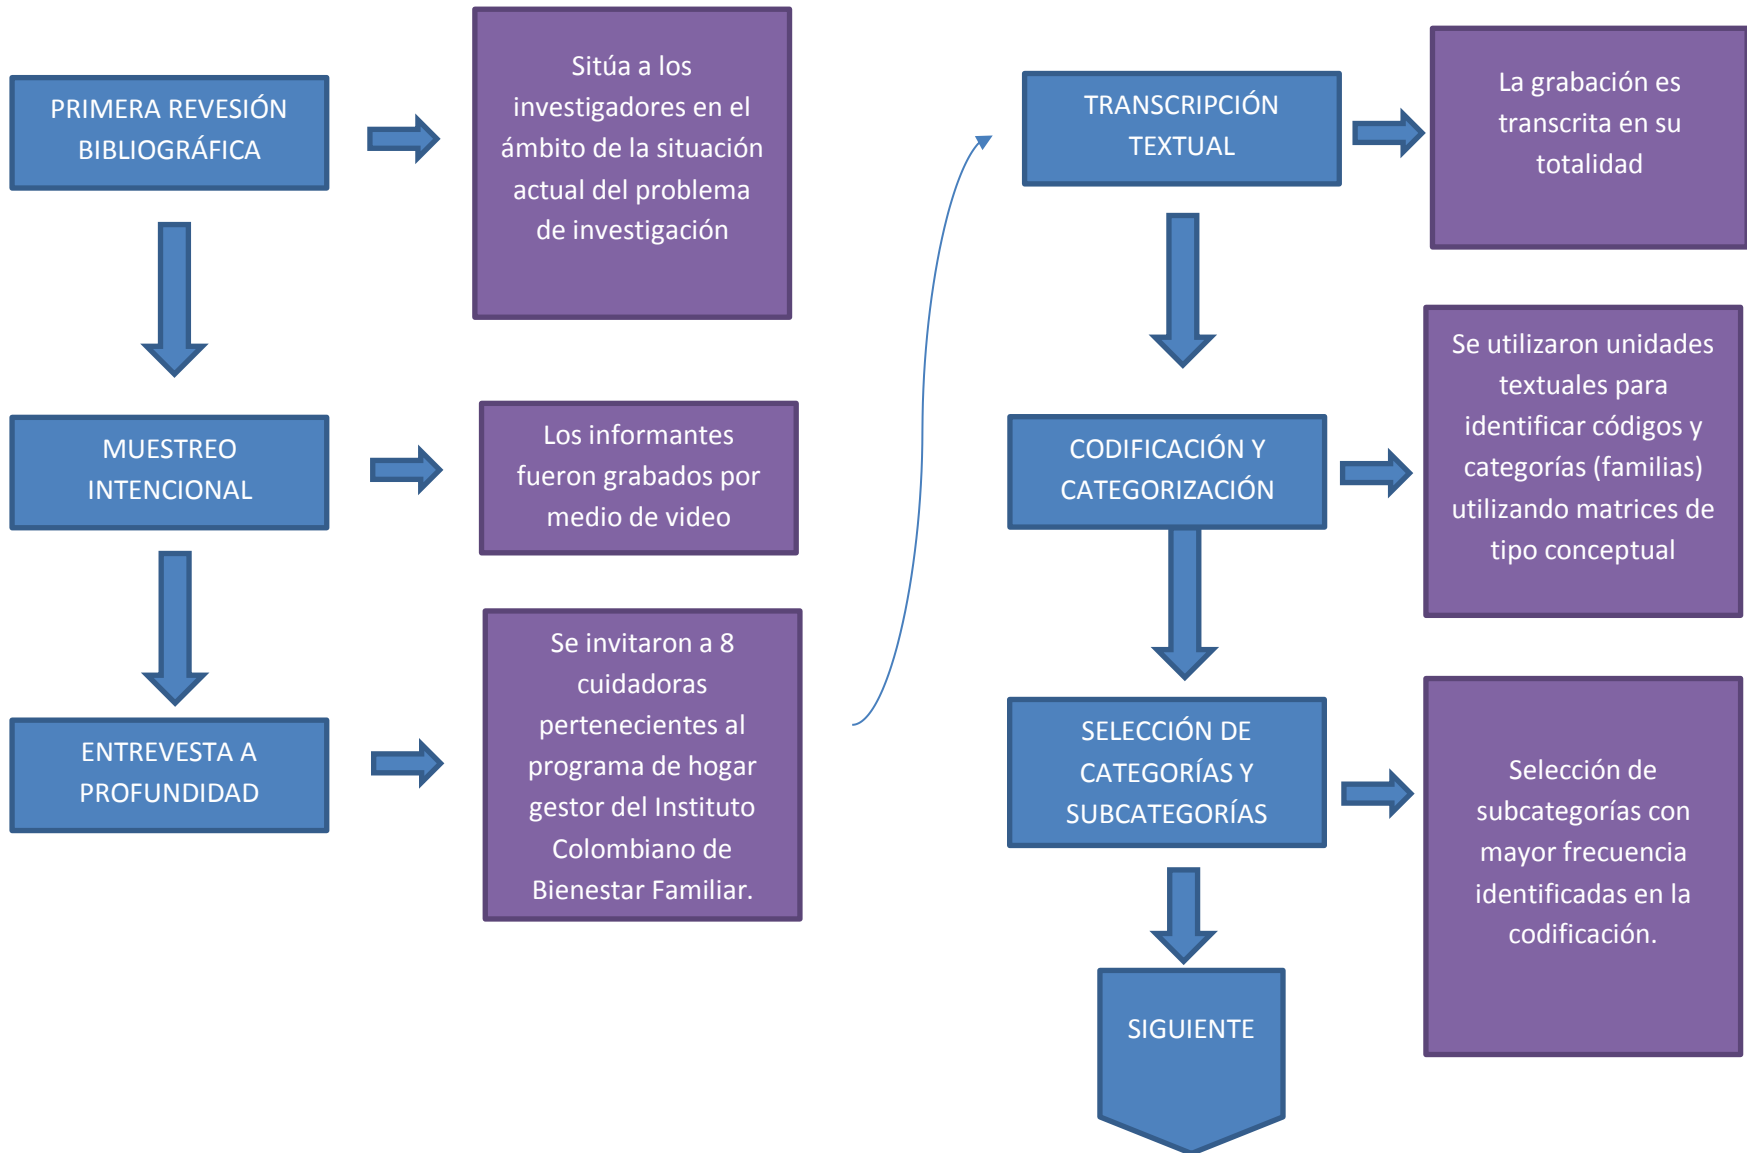 PRIMERA REVESIÓN
BIBLIOGRÁFICA
Sitúa a los
investigadores en el
ámbito de la situación
actual del problema
de investigación
MUESTREO
INTENCIONAL
Los informantes
fueron grabados por
medio de video
ENTREVESTA A
PROFUNDIDAD
Se invitaron a 8
cuidadoras
pertenecientes al
programa de hogar
gestor del Instituto
Colombiano de
Bienestar Familiar.
TRANSCRIPCIÓN
TEXTUAL
La grabación es
transcrita en su
totalidad
CODIFICACIÓN Y
CATEGORIZACIÓN
Se utilizaron unidades
textuales para
identificar códigos y
categorías (familias)
utilizando matrices de
tipo conceptual
SELECCIÓN DE
CATEGORÍAS Y
SUBCATEGORÍAS
Selección de
subcategorías con
mayor frecuencia
identificadas en la
codificación.
SIGUIENTE